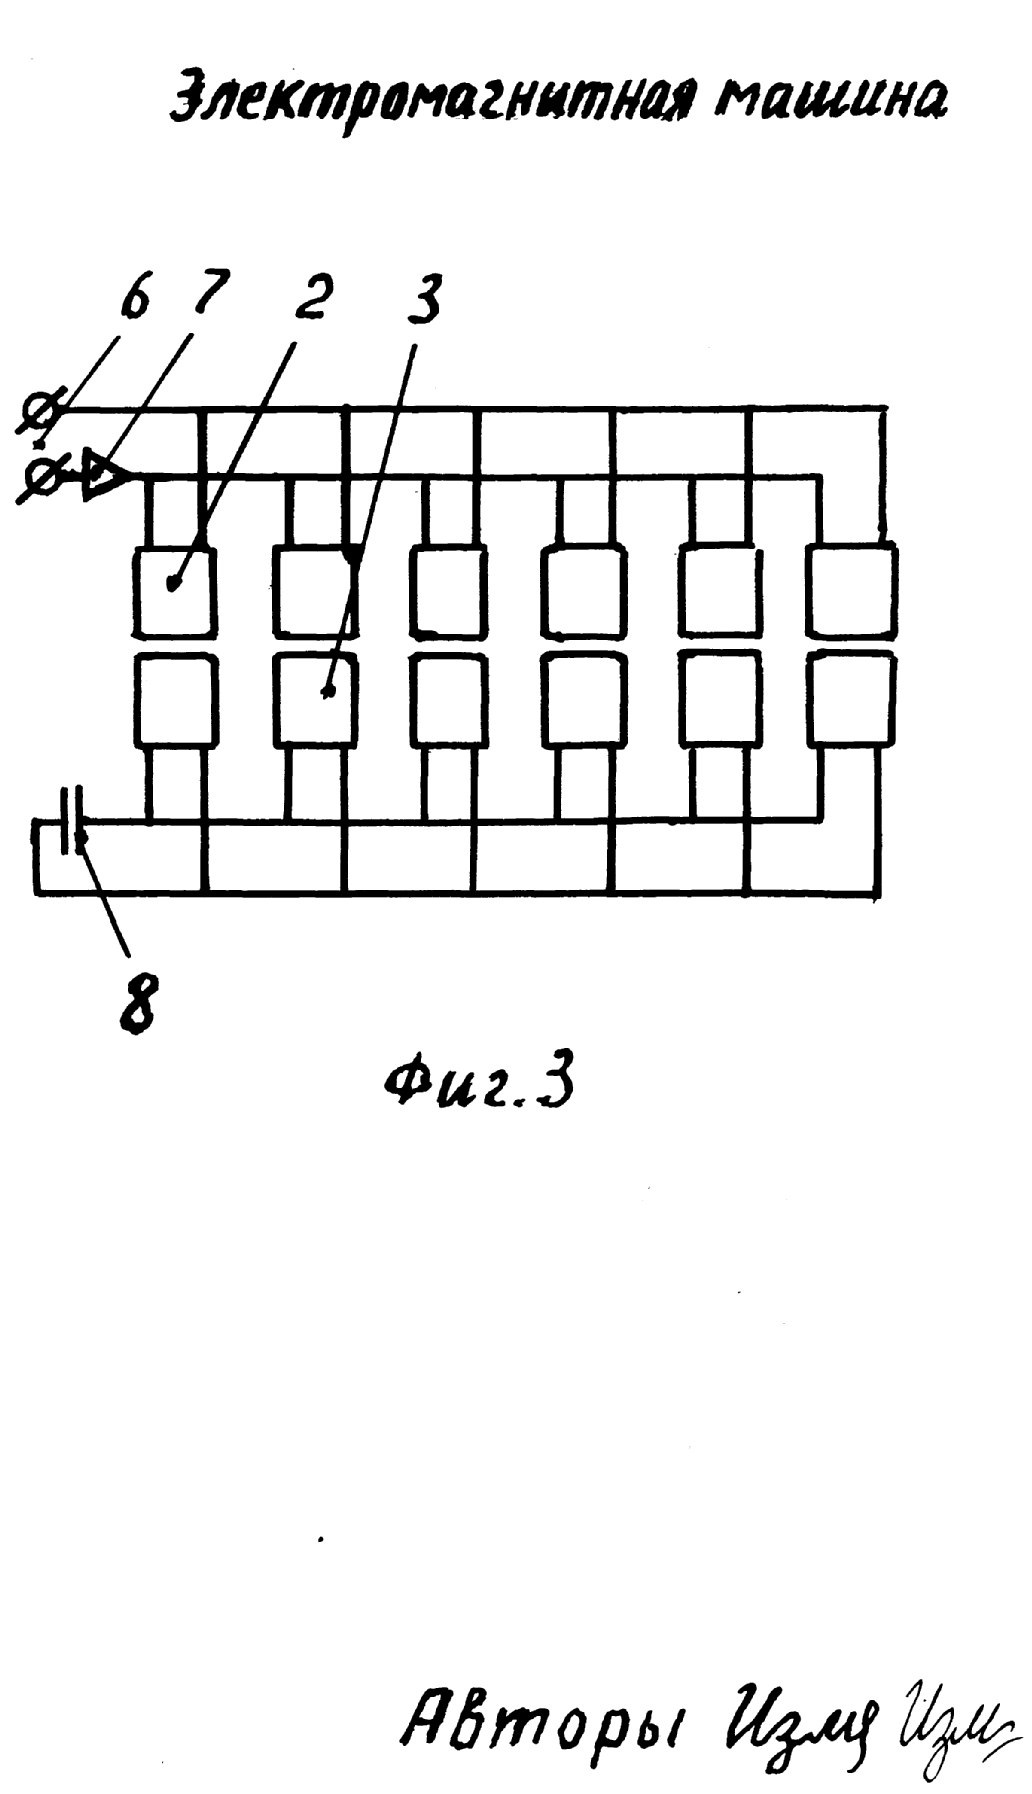 Электромагнитная машина
6 7 2 3
8
Фиг.3
Авторы